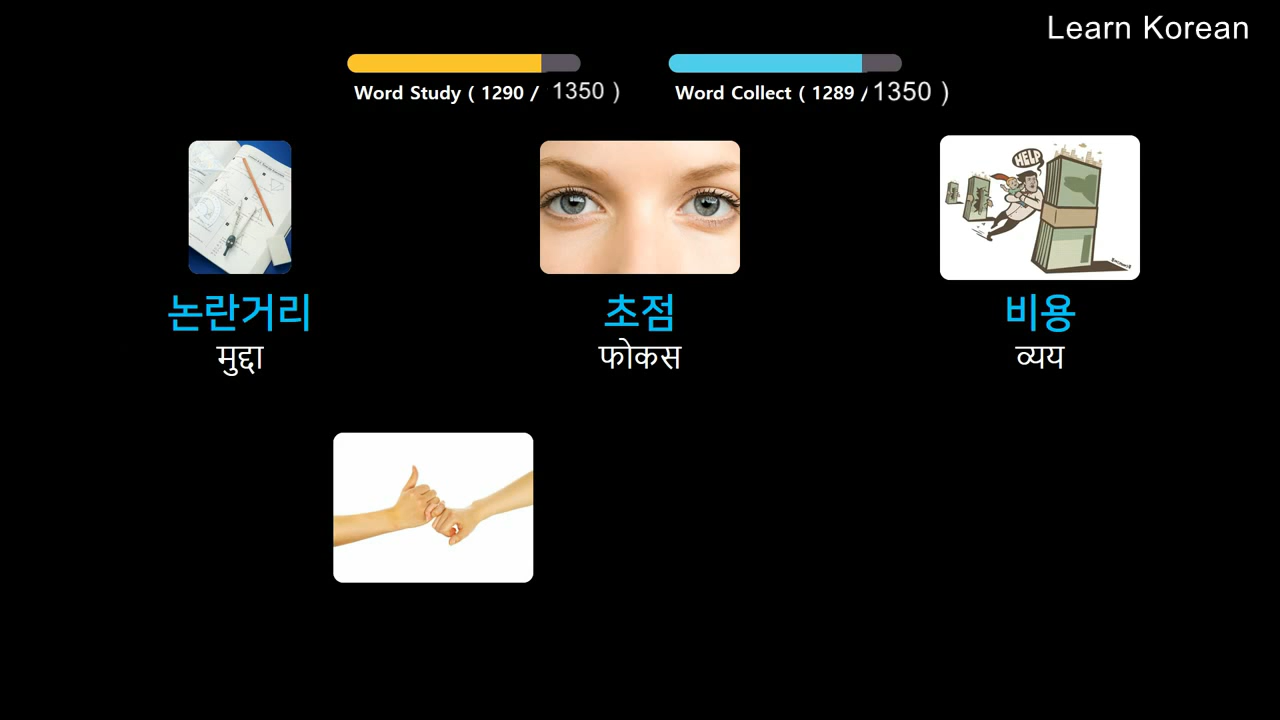 Learn Korean
Word Study ( 1290 / 1350 )
Word Collect ( 1289 / 1350 )
HELP
논란거리
초점
비용
मुद्दा
फोकस
व्यय